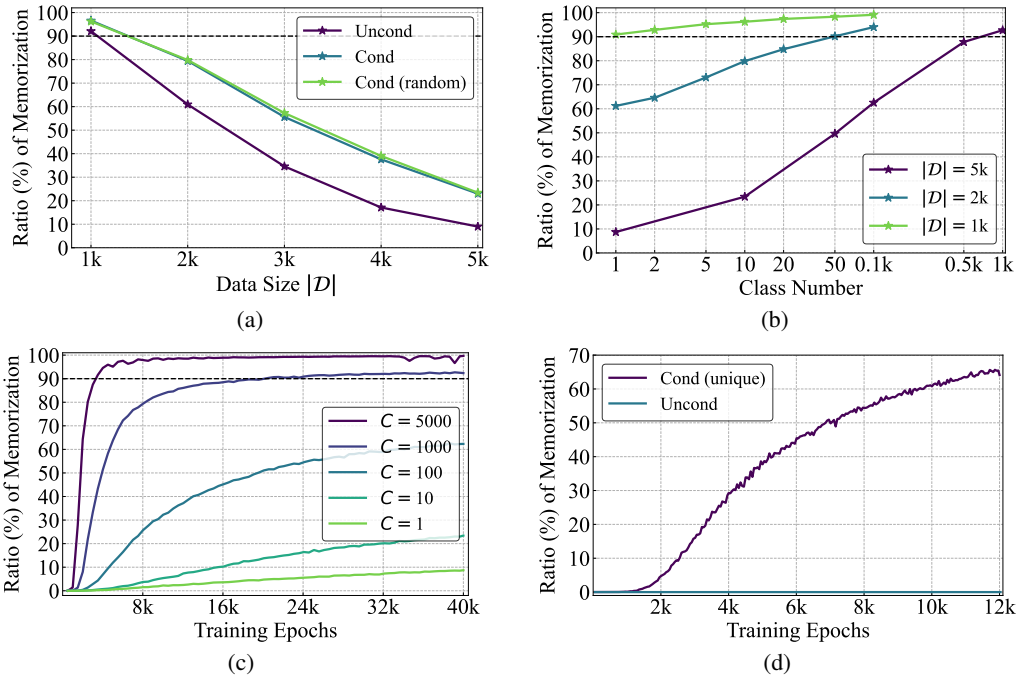 Ratio (%) of Memorization
100
90
80
70
60
50
40
30
20
10
0
Uncond
Cond
Cond (random)
1k 2k 3k 4k 5k
Data Size |𝒟|
(a)
Ratio (%) of Memorization
100
90
80
70
60
50
40
30
20
10
0
|𝒟| = 5k
|𝒟| = 2k
|𝒟| = 1k
1 2 5 10 20 50 0.1k 0.5k 1k
Class Number
(b)
Ratio (%) of Memorization
100
90
80
70
60
50
40
30
20
10
0
C = 5000
C = 1000
C = 100
C = 10
C = 1
8k 16k 24k 32k 40k
Training Epochs
(c)
Ratio (%) of Memorization
70
60
50
40
30
20
10
0
Cond (unique)
Uncond
2k 4k 6k 8k 10k 12k
Training Epochs
(d)